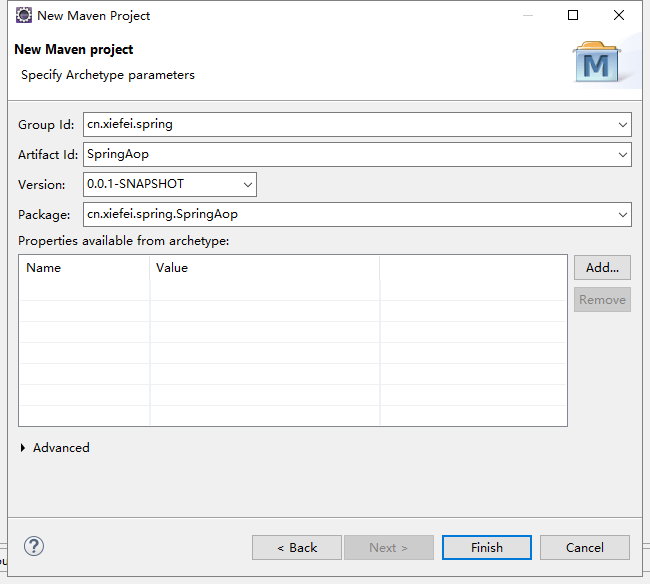 New Maven Project
New Maven project
Specify Archetype parameters
M
Group Id: cn.xiefei.spring
Artifact Id: SpringAop
Version: 0.0.1-SNAPSHOT
Package: cn.xiefei.spring.SpringAop
Properties available from archetype:
Name Value
Add...
Remove
Advanced
? < Back Next > Finish Cancel